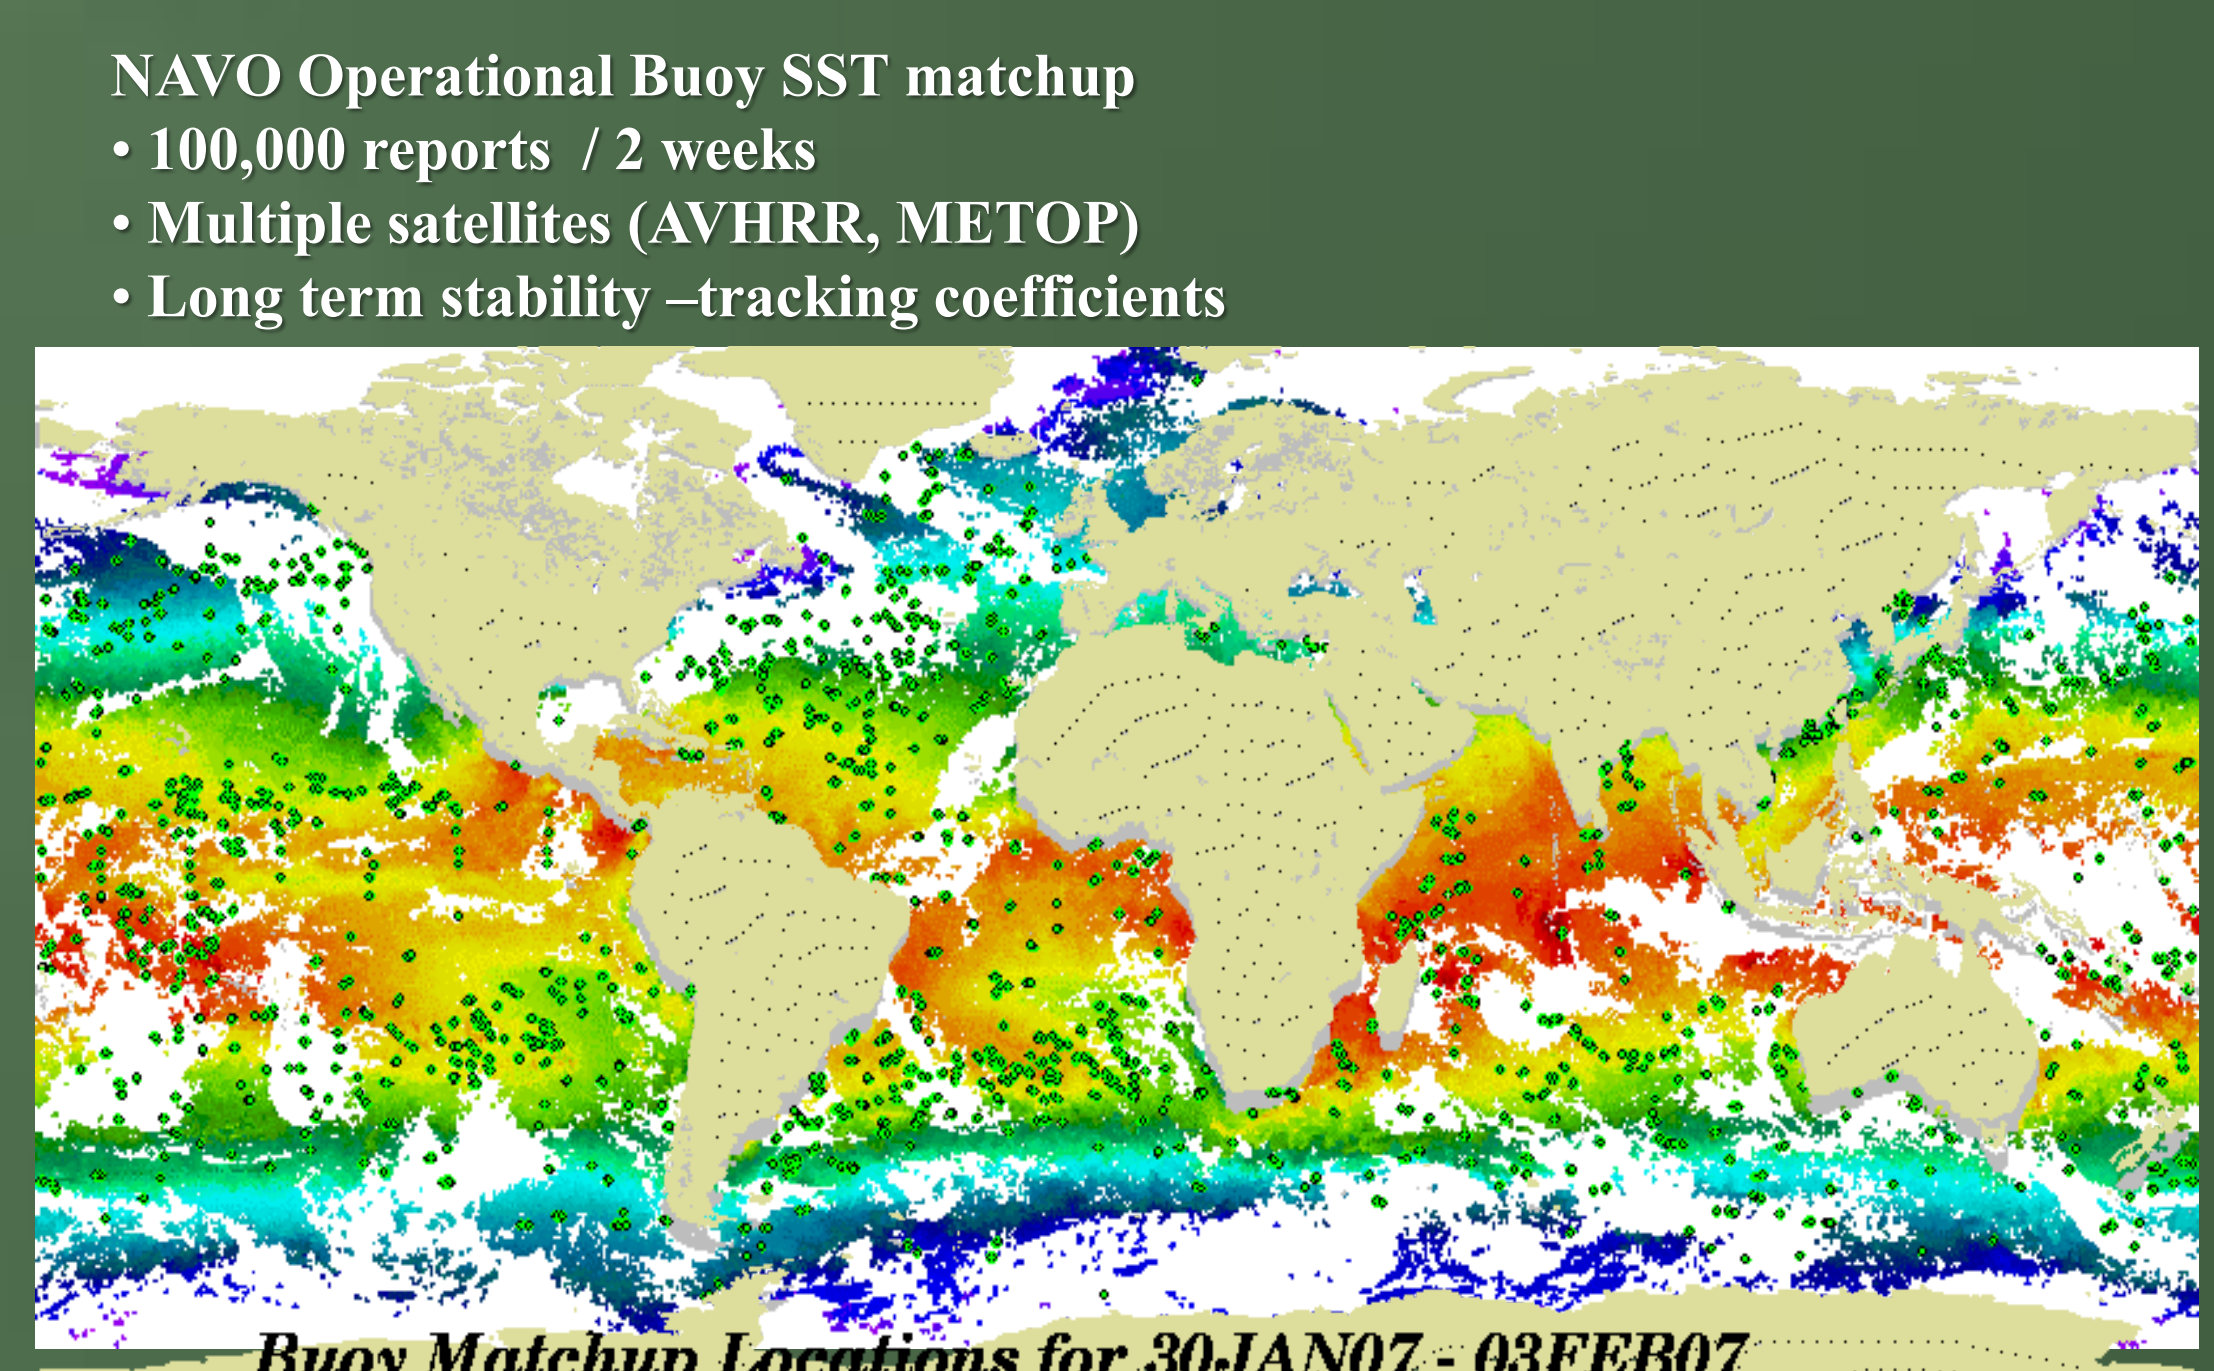 NAVO Operational Buoy SST matchup
• 100,000 reports / 2 weeks
• Multiple satellites (AVHRR, METOP)
• Long term stability –tracking coefficients
Buoy Matchup Locations for 30JAN07 - 03FEB07